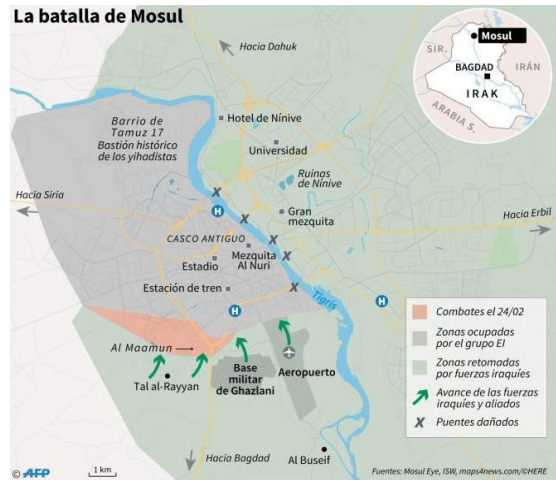 La batalla de Mosul
Hacia Dahuk
Mosul
SIR.
IRÁN
BAGDAD
IRAK
ARABIA S.
Barrio de
Tamuz 17
Bastión histórico
de los yihadistas
Hotel de Nínive
Universidad
Ruinas
de Nínive
Hacia Siria
H
Gran
mezquita
Hacia Erbil
CASCO ANTIGUO
Mezquita
Al Nuri
Estadio
Estación de tren
Tigris
H
H
Al Maamun
Tal al-Rayyan
Base
militar
de Ghazlani
Aeropuerto
Hacia Bagdad
Al Buseif
Combates el 24/02
Zonas ocupadas
por el grupo EI
Zonas retomadas
por fuerzas iraquíes
Avance de las fuerzas
iraquíes y aliados
X Puentes dañados
© AFP
1 km
Fuentes: Mosul Eye, ISW, maps4news.com/©HERE